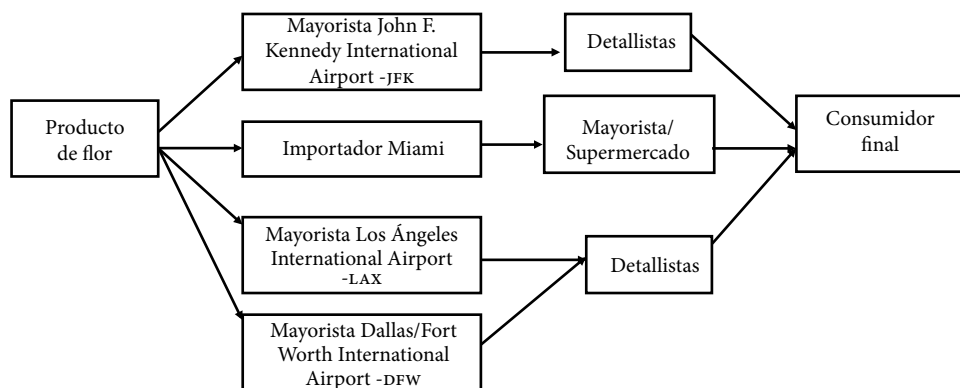 Producto
de flor
Mayorista John F.
Kennedy International
Airport -JFK
Detallistas
Importador Miami
Mayorista/
Supermercado
Consumidor
final
Mayorista Los Ángeles
International Airport
-LAX
Detallistas
Mayorista Dallas/Fort
Worth International
Airport -DFW